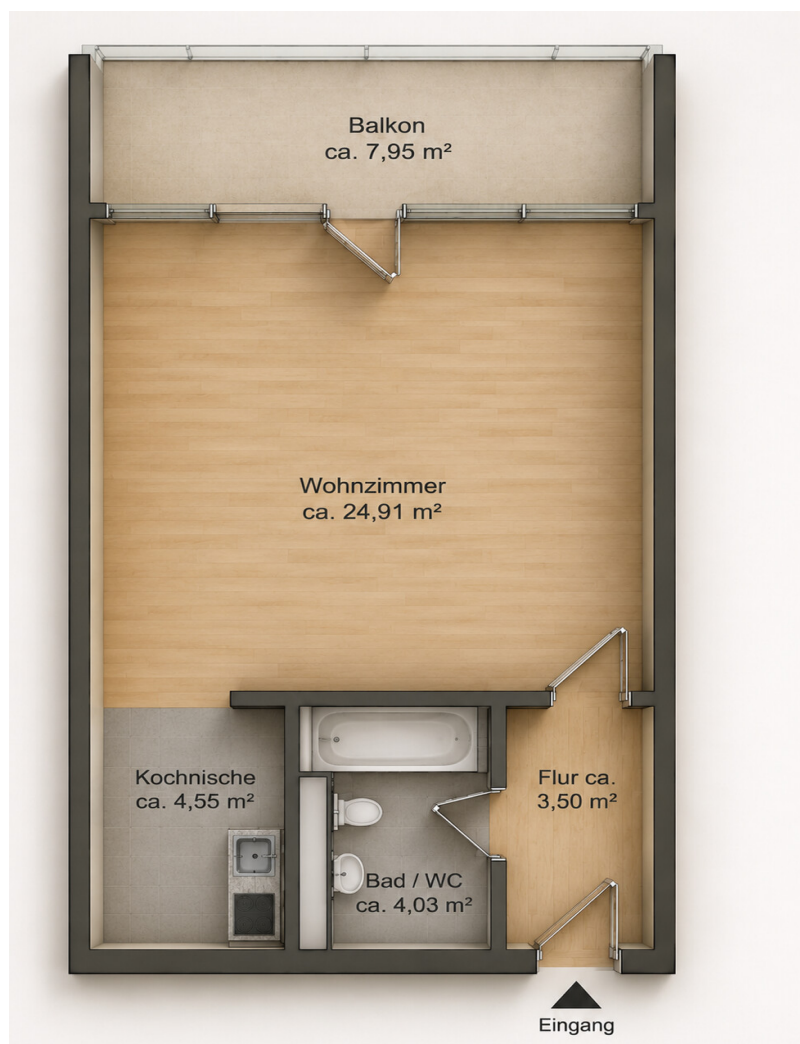 Balkon
ca. 7,95 m²
Wohnzimmer
ca. 24,91 m²
Kochnische
ca. 4,55 m²
Flur ca.
3,50 m²
Bad / WC
ca. 4,03 m²
Eingang